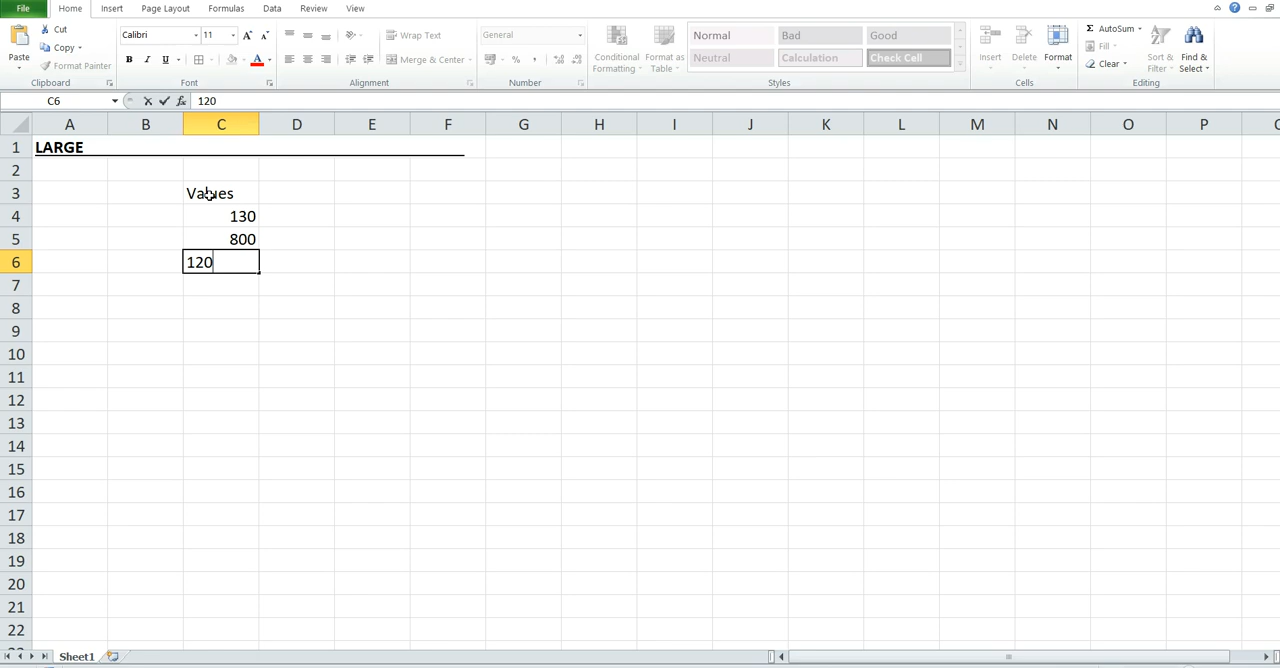 File Home Insert Page Layout Formulas Data Review View
Cut Calibri 11 A A Wrap Text General Normal Bad Good AutoSum
Copy Fill
Paste Format Painter B I U A Merge & Center % , Conditional Formatting Format as Table Neutral Calculation Check Cell Insert Delete Format Clear Sort & Filter Find & Select
Clipboard Font Alignment Number Styles Cells Editing
C6 fx 120
A B C D E F G H I J K L M N O P
1 LARGE
2
3 Values
4 130
5 800
6 120
7
8
9
10
11
12
13
14
15
16
17
18
19
20
21
22
Sheet1